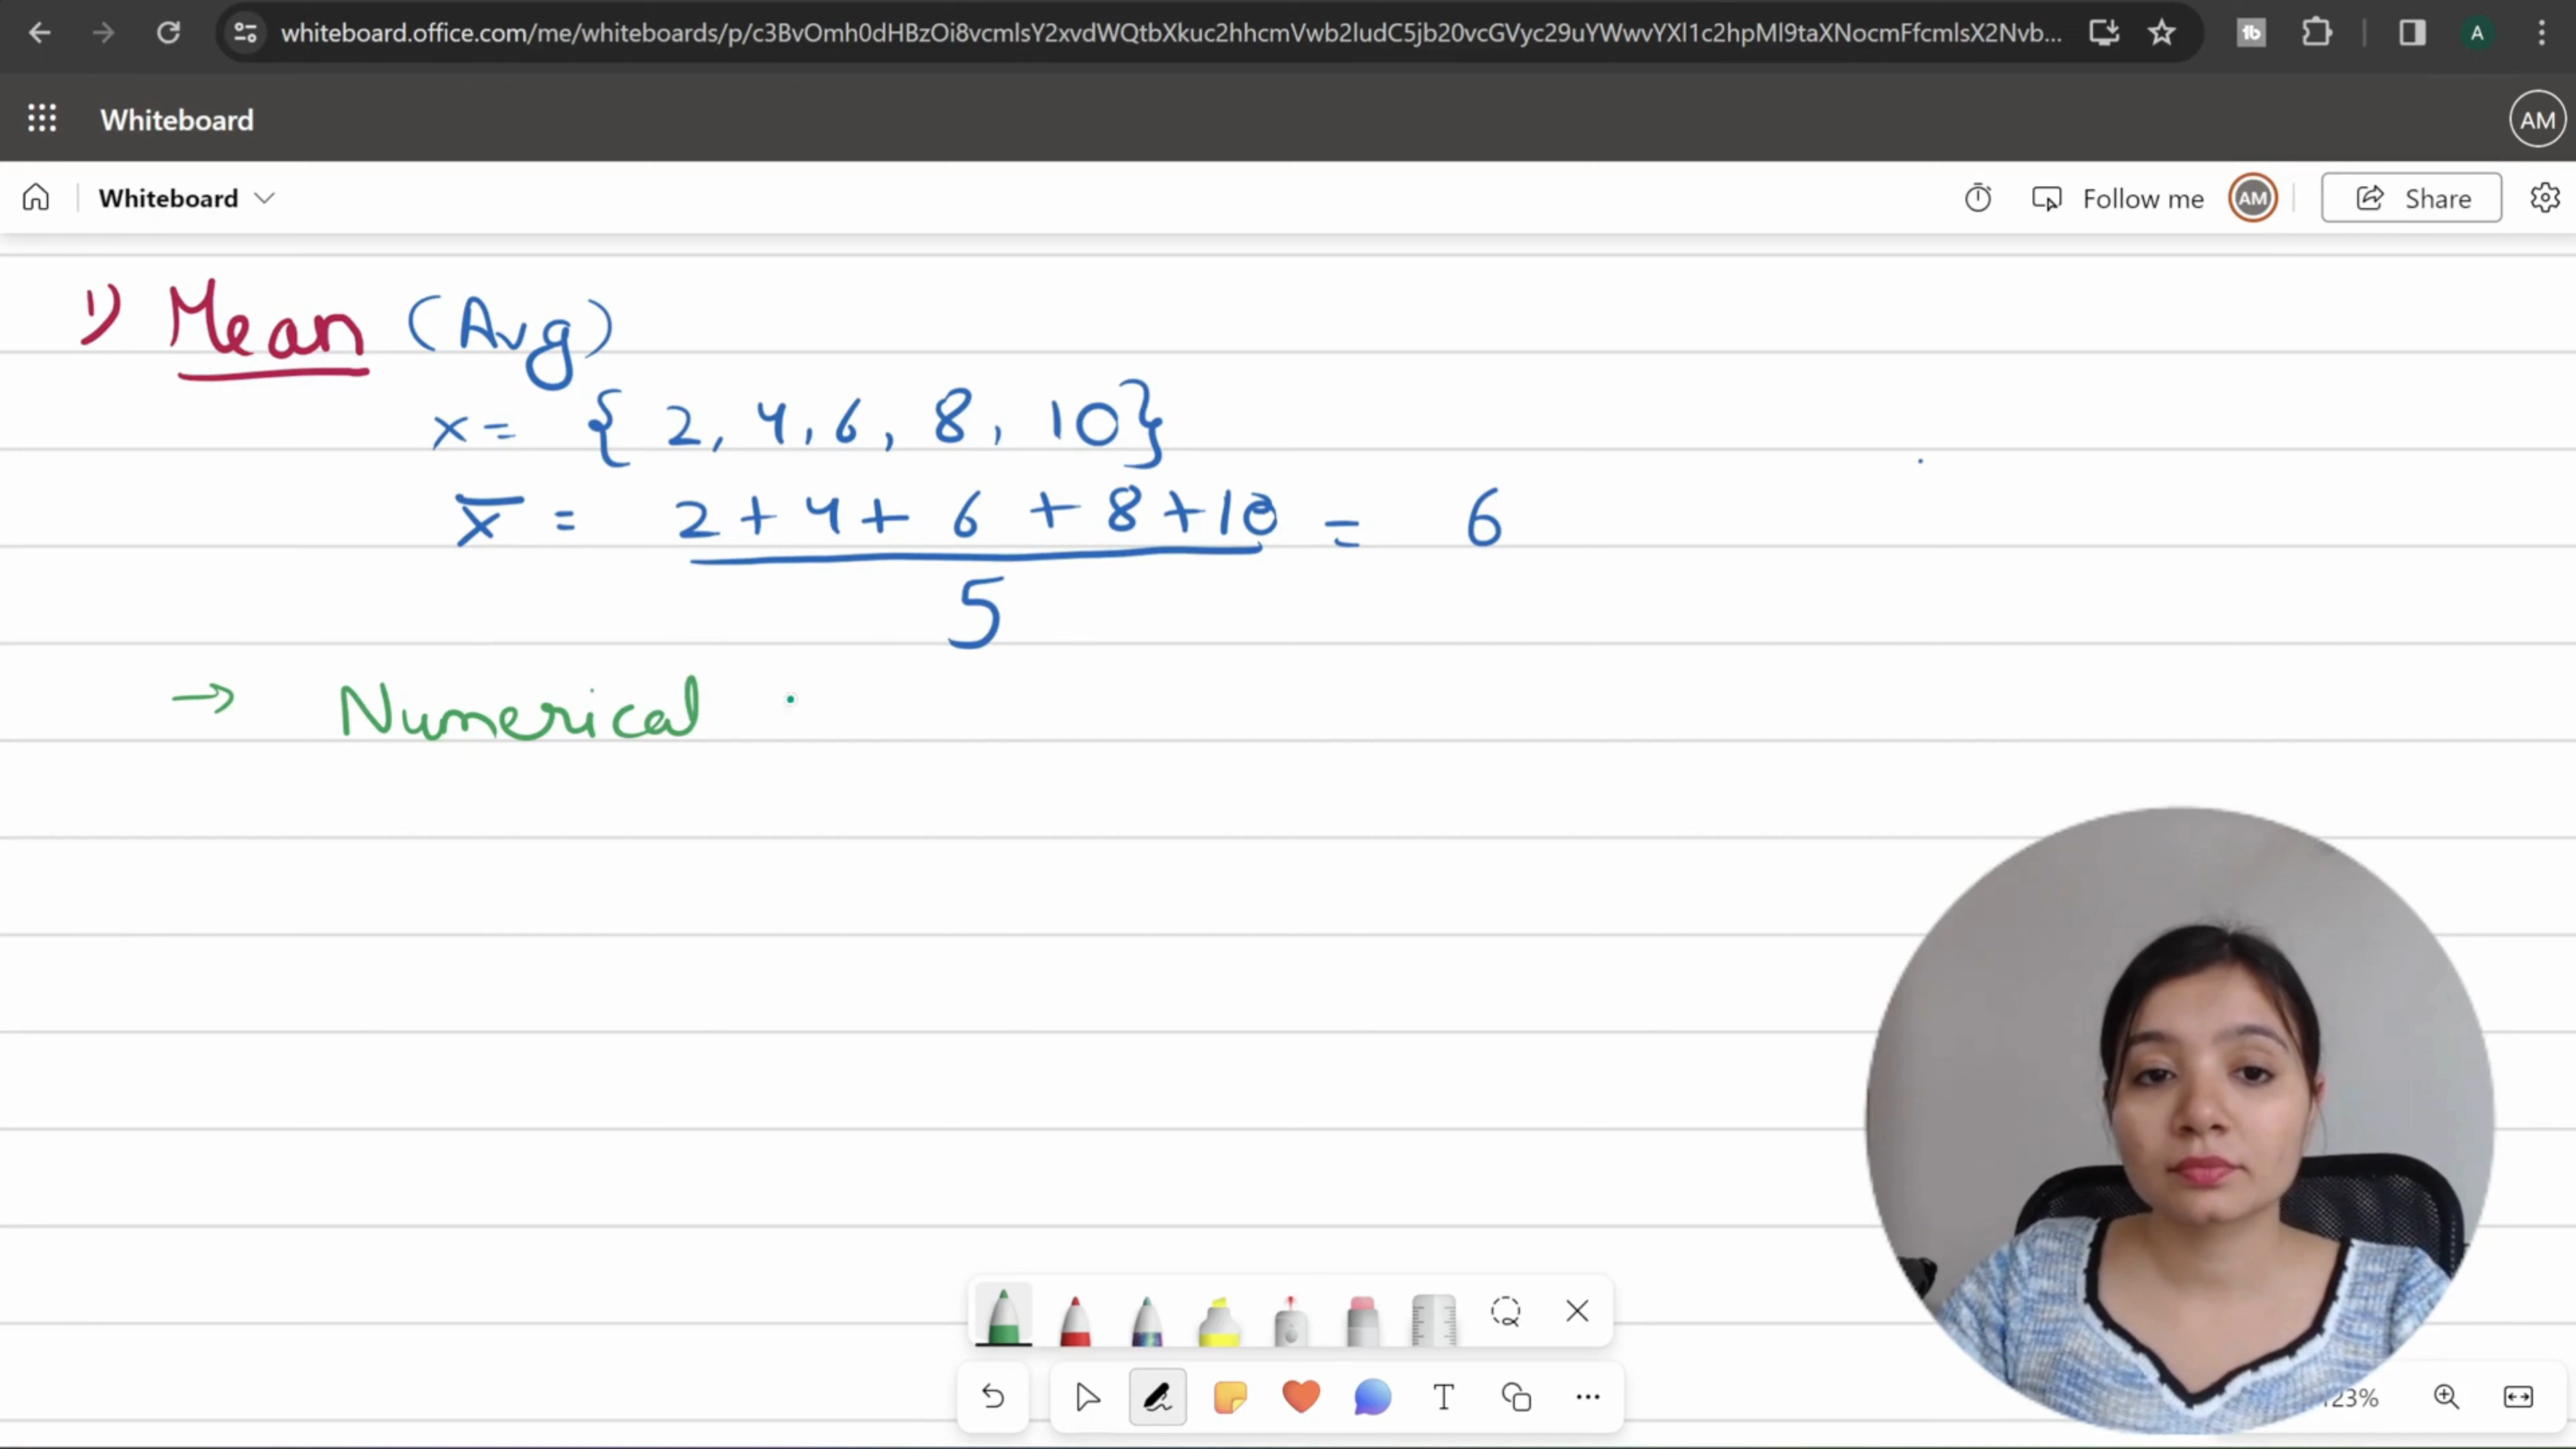 whiteboard.office.com/me/whiteboards/p/c3BvOmh0dHBzOi8vcmlsY2xvdWQtbXkuc2hhcmVwb2ludC5jb20vcGVyc29uYWwvYXl1c2hpMl9taXNocmFfcmlsX2Nvb... A
Whiteboard AM
Whiteboard Follow me AM Share
1) Mean (Avg)
x = { 2, 4, 6, 8, 10}
x̅ = 2 + 4 + 6 + 8 + 10 = 6
5
→ Numerical
T 23%